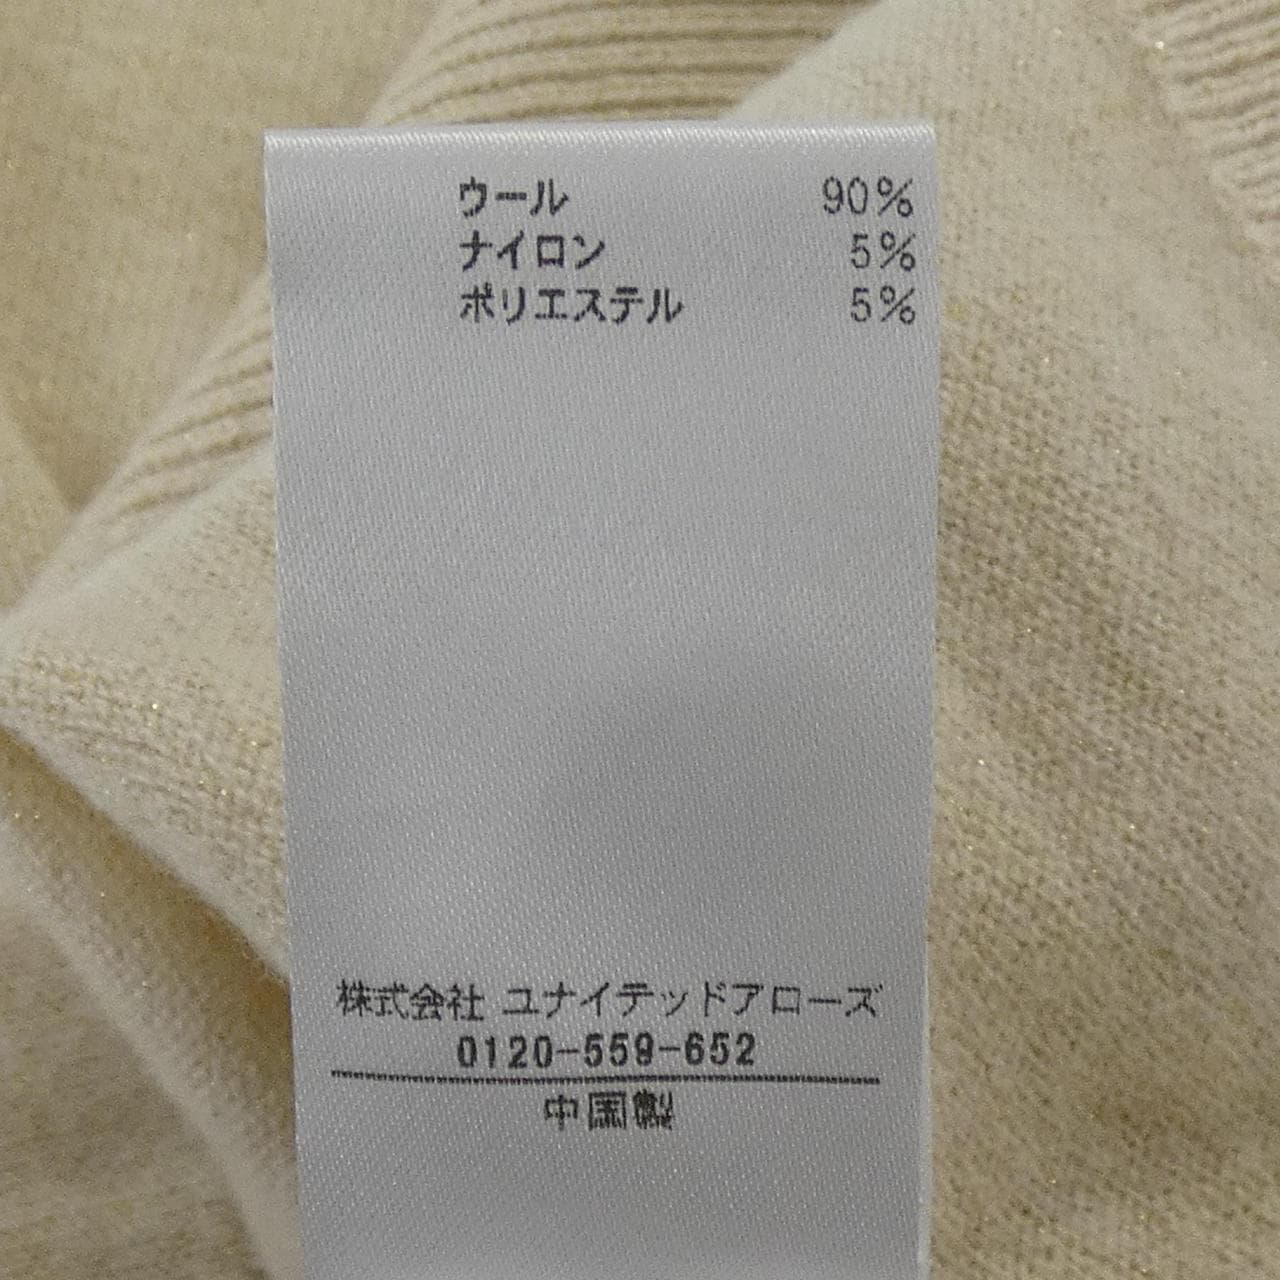 ウール 90%
ナイロン 5%
ポリエステル 5%
株式会社 ユナイテッドアローズ
0120-559-652
中国製